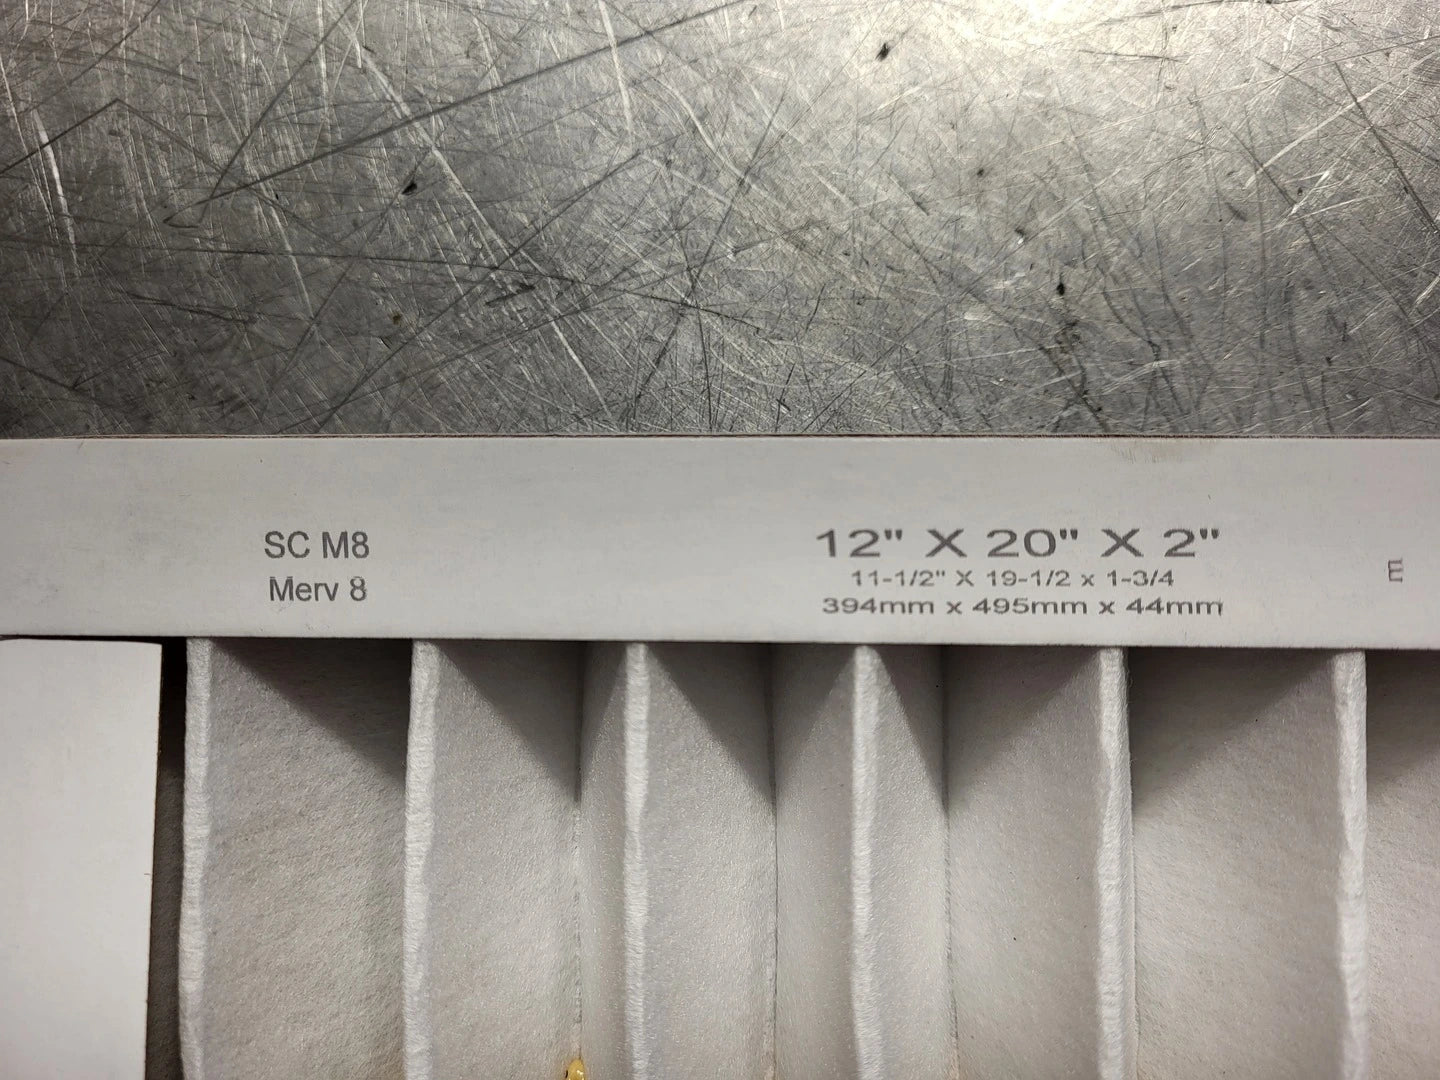 SC M8
Merv 8
12" X 20" X 2"
11-1/2" X 19-1/2 x 1-3/4
394mm x 495mm x 44mm
E